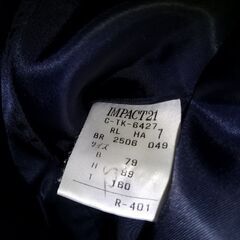 IMPACT21
C-TK-6427
RL HA 7
BR 2506 049
サイズ
B 79
H 89
T 160
R-401